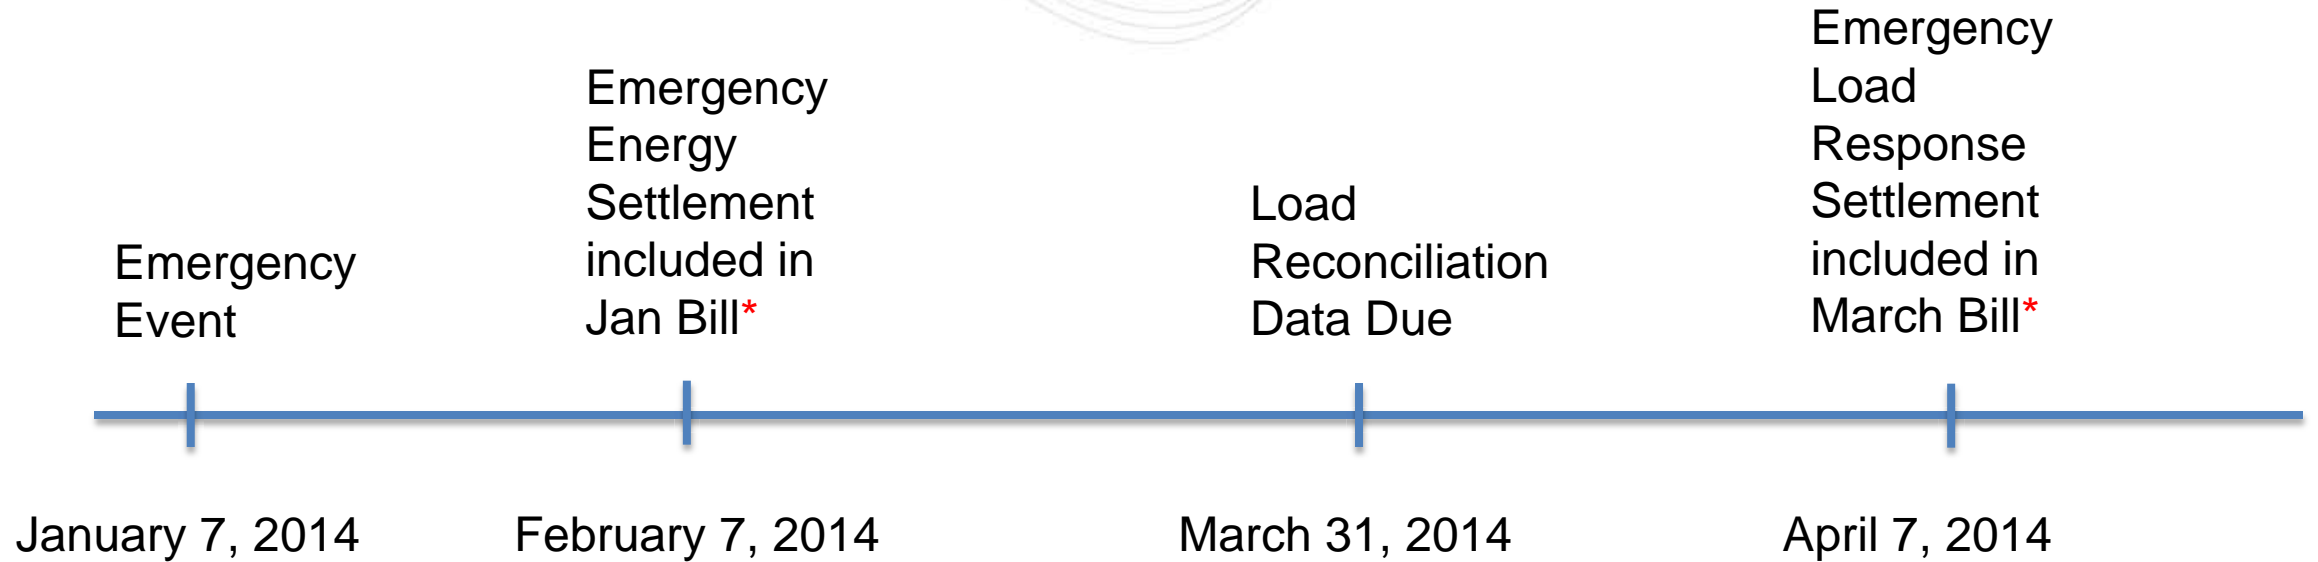 Emergency
Event
Emergency
Energy
Settlement
included in
Jan Bill*
Load
Reconciliation
Data Due
Emergency
Load
Response
Settlement
included in
March Bill*
January 7, 2014
February 7, 2014
March 31, 2014
April 7, 2014